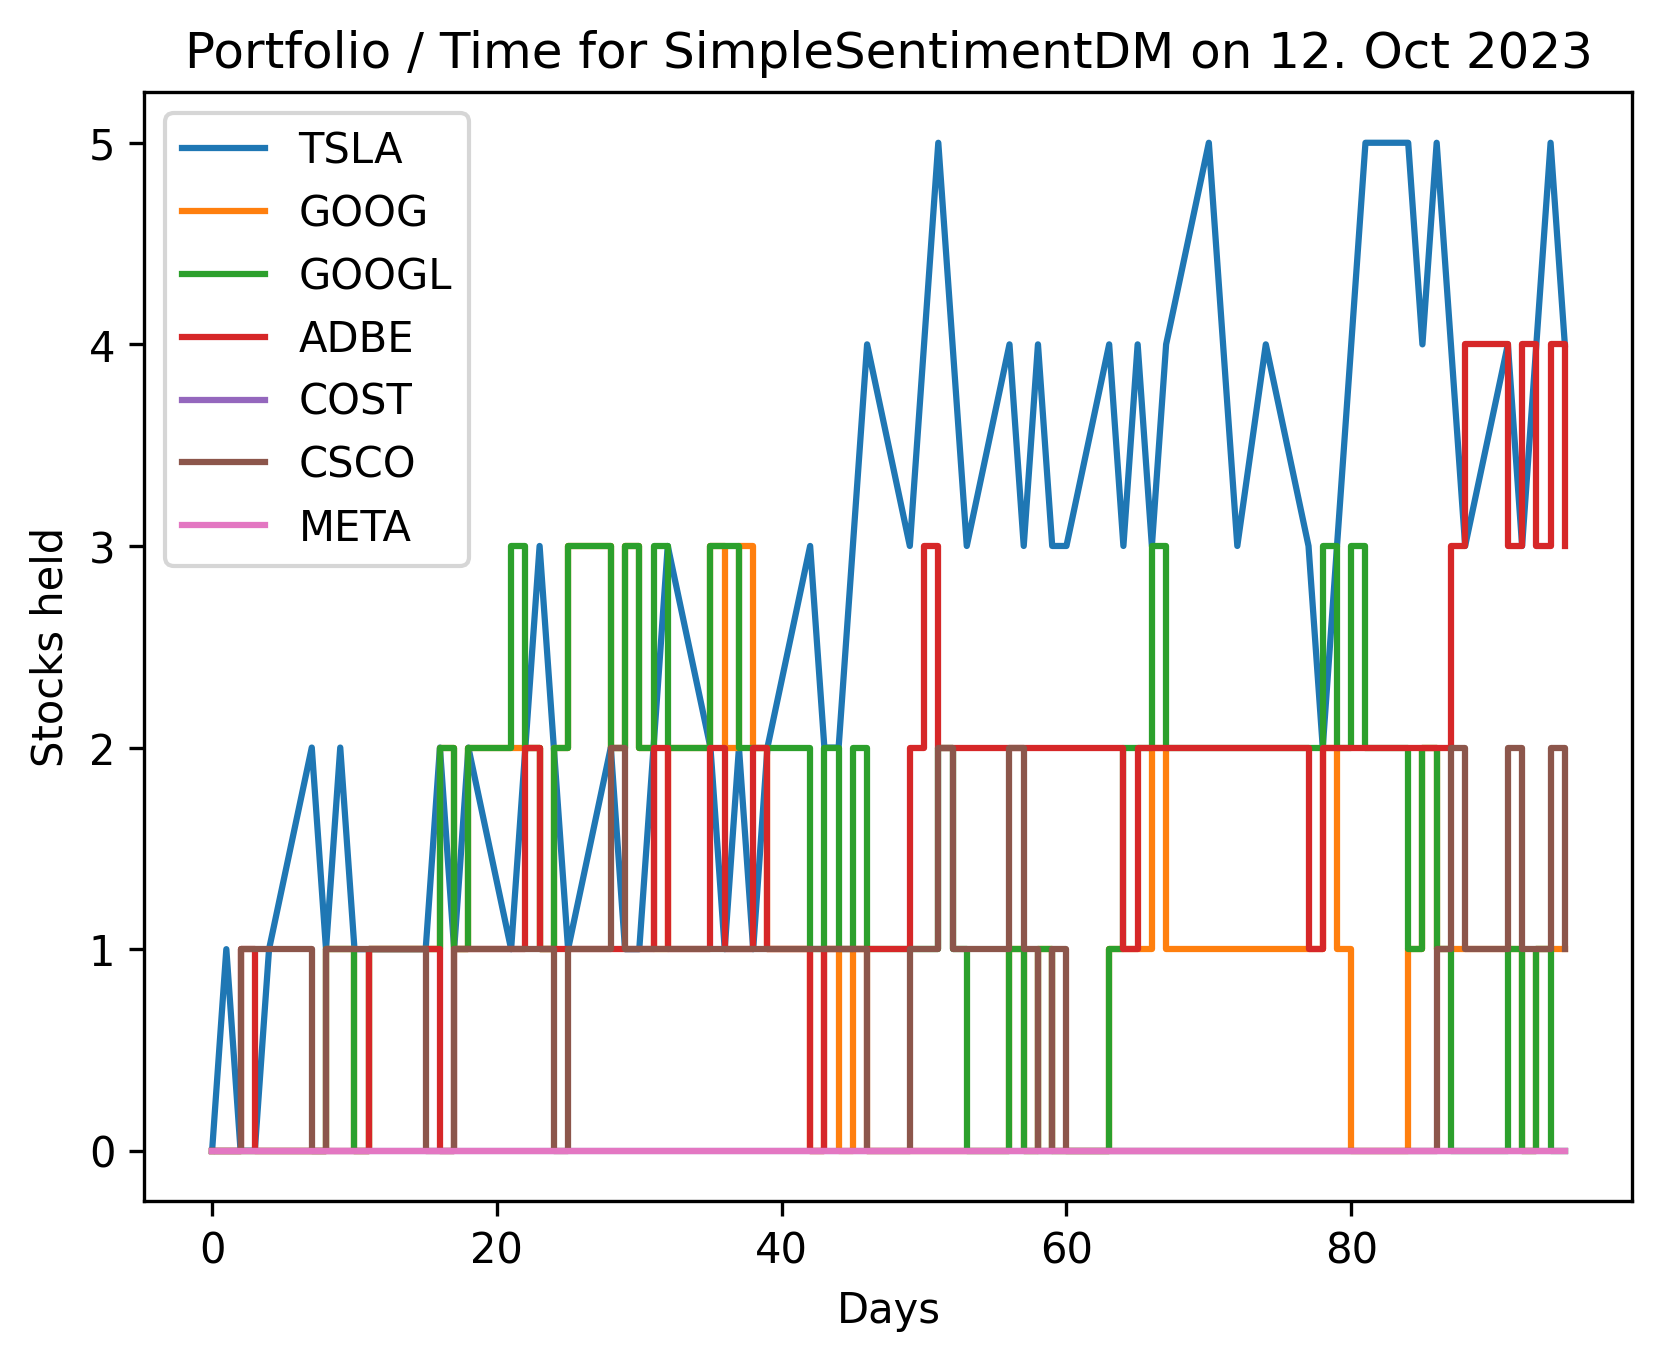 Portfolio / Time for SimpleSentimentDM on 12. Oct 2023
TSLA
GOOG
GOOGL
ADBE
COST
CSCO
META
Stocks held
5
4
3
2
1
0
0 20 40 60 80
Days